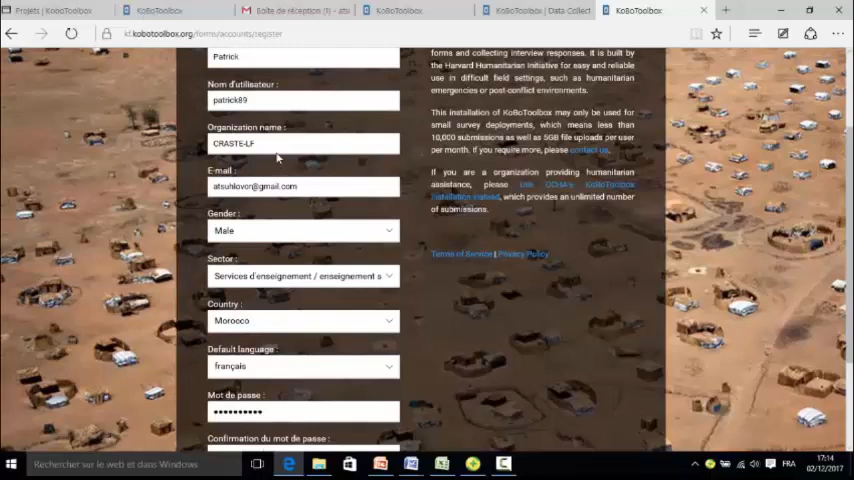 Projets | KoboToolbox
KoBoToolbox
Boîte de réception (1) - ats
KoBoToolbox
KoBoToolbox | Data Collect
KoBoToolbox
kf.kobotoolbox.org/forms/accounts/register
Patrick
Nom d'utilisateur :
patrick89
Organization name :
CRASTE-LF
E-mail :
atsuhlovor@gmail.com
Gender :
Male
Sector :
Services d'enseignement / enseignement s
Country :
Morocco
Default language :
français
Mot de passe :
Confirmation du mot de passe :
forms and collecting interview responses. It is built by
the Harvard Humanitarian Initiative for easy and reliable
use in difficult field settings, such as humanitarian
emergencies or post-conflict environments.
This installation of KoBoToolbox may only be used for
small survey deployments, which means less than
10,000 submissions as well as 5GB file uploads per user
per month. If you require more, please contact us.
If you are a organization providing humanitarian
assistance, please use OCHA's KoBoToolbox
installation instead, which provides an unlimited number
of submissions.
Terms of Service | Privacy Policy
Rechercher sur le web et dans Windows
FRA
17:14
02/12/2017